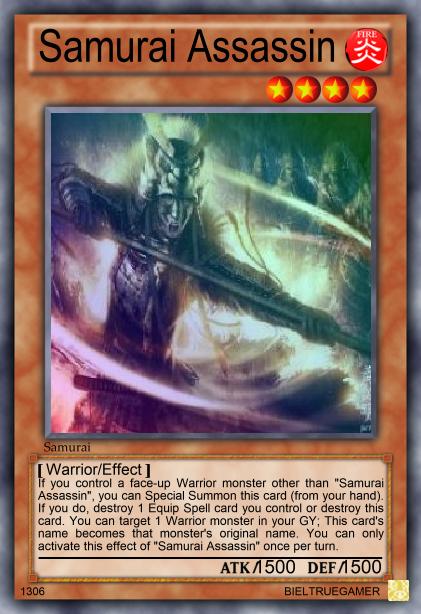 Samurai Assassin
FIRE
炎
Samurai
[ Warrior/Effect ]
If you control a face-up Warrior monster other than "Samurai
Assassin", you can Special Summon this card (from your hand).
If you do, destroy 1 Equip Spell card you control or destroy this
card. You can target 1 Warrior monster in your GY; This card's
name becomes that monster's original name. You can only
activate this effect of "Samurai Assassin" once per turn.
ATK/1500 DEF/1500
1306 BIELTRUEGAMER